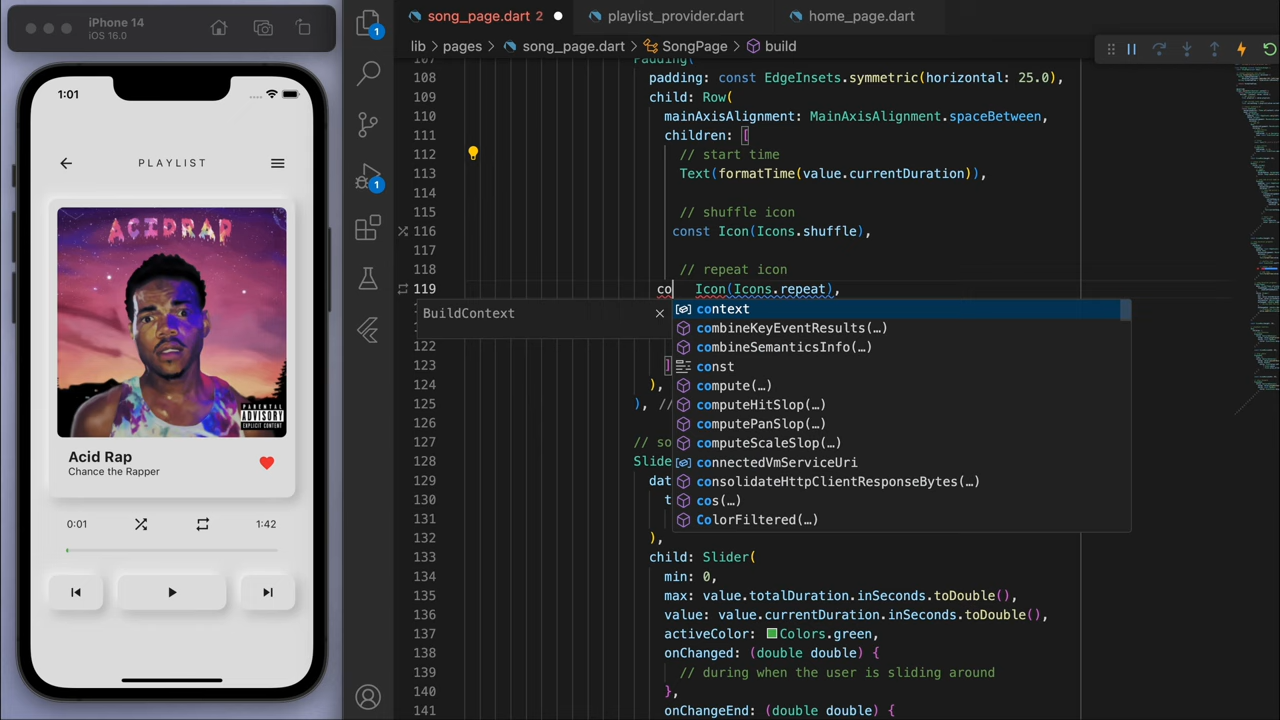 iPhone 14
iOS 16.0
1:01
PLAYLIST
ACIDRAP
PARENTAL
ADVISORY
EXPLICIT CONTENT
Acid Rap
Chance the Rapper
0:01
1:42
1
1
song_page.dart 2
playlist_provider.dart
home_page.dart
lib > pages > song_page.dart > SongPage > build
107 Padding(
108 padding: const EdgeInsets.symmetric(horizontal: 25.0),
109 child: Row(
110 mainAxisAlignment: MainAxisAlignment.spaceBetween,
111 children: [
112 // start time
113 Text(formatTime(value.currentDuration)),
114
115 // shuffle icon
116 const Icon(Icons.shuffle),
117
118 // repeat icon
119 co Icon(Icons.repeat),
BuildContext
context
combineKeyEventResults(…)
combineSemanticsInfo(…)
const
compute(…)
computeHitSlop(…)
computePanSlop(…)
computeScaleSlop(…)
connectedVmServiceUri
consolidateHttpClientResponseBytes(…)
cos(…)
ColorFiltered(…)
122
123 ]
124 ),
125 ), //
126
127 // so
128 Slide
129 dat
130 t
131
132 ),
133 child: Slider(
134 min: 0,
135 max: value.totalDuration.inSeconds.toDouble(),
136 value: value.currentDuration.inSeconds.toDouble(),
137 activeColor: Colors.green,
138 onChanged: (double double) {
139 // during when the user is sliding around
140 },
141 onChangeEnd: (double double) {